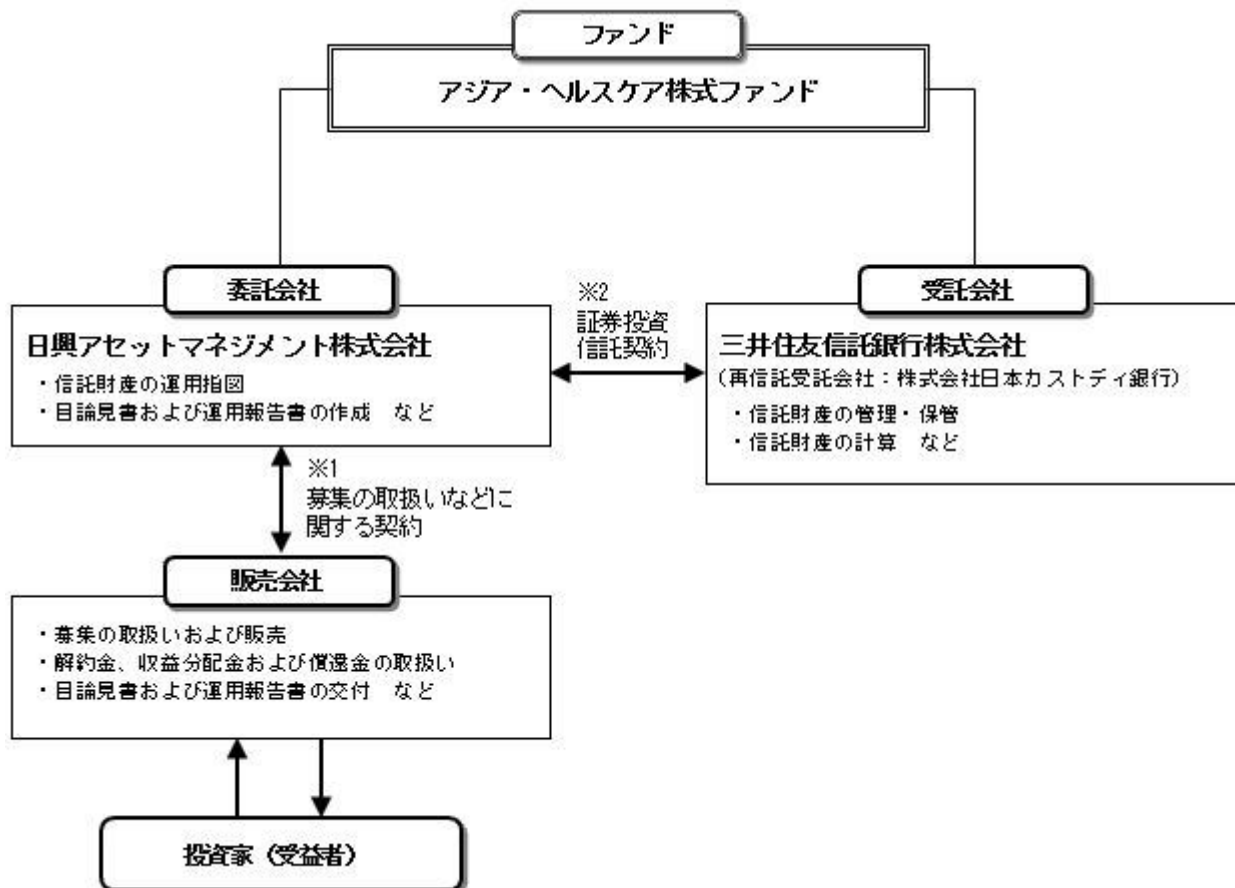 ファンド
アジア・ヘルスケア株式ファンド
委託会社
日興アセットマネジメント株式会社
・信託財産の運用指図
・目論見書および運用報告書の作成　など
※2
証券投資
信託契約
受託会社
三井住友信託銀行株式会社
(再信託受託会社：株式会社日本カストディ銀行)
・信託財産の管理・保管
・信託財産の計算　など
※1
募集の取扱いなどに
関する契約
販売会社
・募集の取扱いおよび販売
・解約金、収益分配金および償還金の取扱い
・目論見書および運用報告書の交付　など
投資家（受益者）